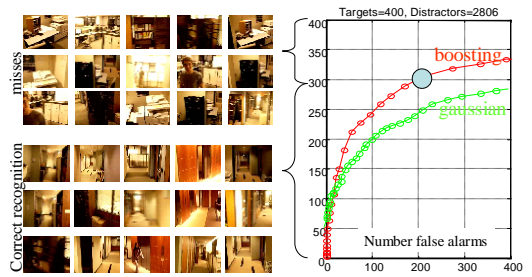 misses
Correct recognition
Targets=400, Distractors=2806
400
350
300
250
200
150
100
50
0
boosting
gaussian
Number false alarms
0 100 200 300 400